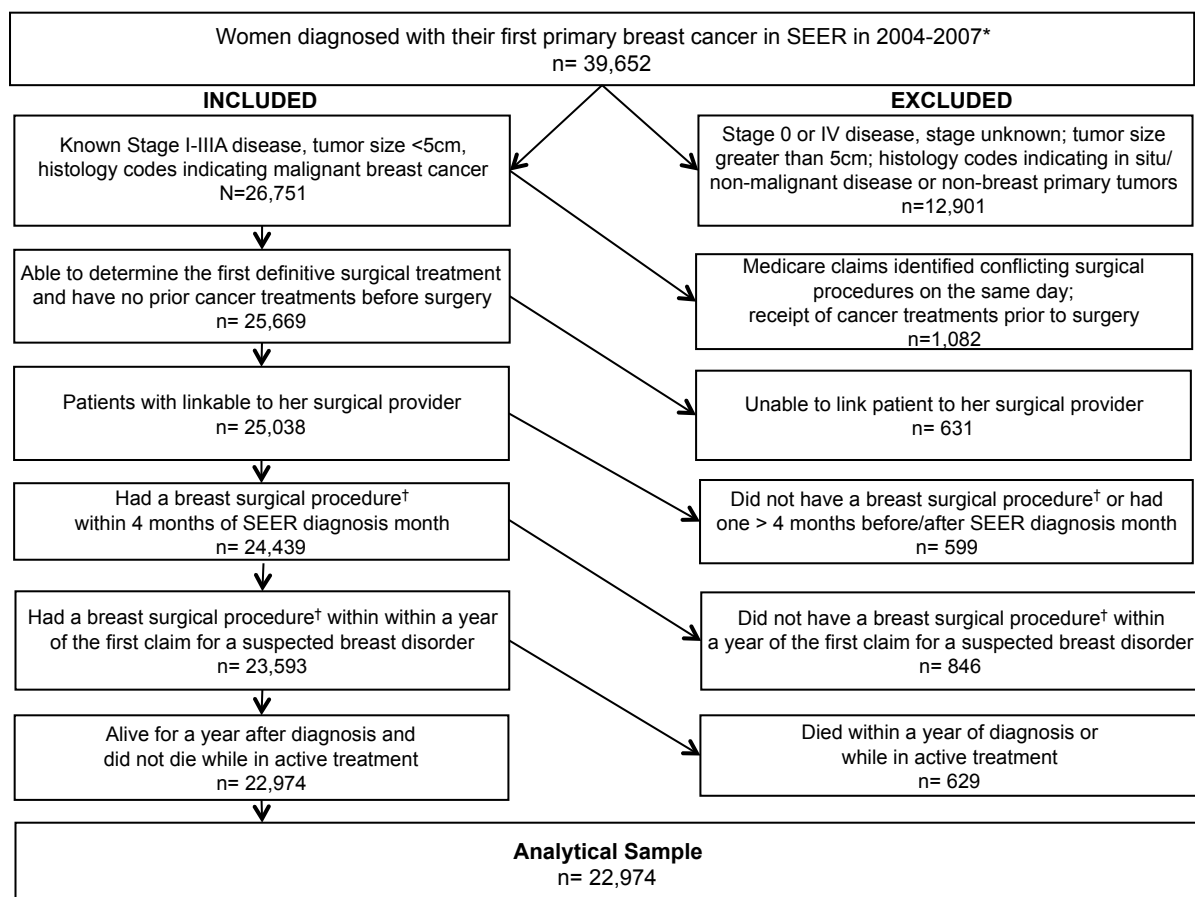 Women diagnosed with their first primary breast cancer in SEER in 2004-2007*
n= 39,652
INCLUDED
EXCLUDED
Known Stage I-IIIA disease, tumor size <5cm,
histology codes indicating malignant breast cancer
N=26,751
Stage 0 or IV disease, stage unknown; tumor size
greater than 5cm; histology codes indicating in situ/
non-malignant disease or non-breast primary tumors
n=12,901
Able to determine the first definitive surgical treatment
and have no prior cancer treatments before surgery
n= 25,669
Medicare claims identified conflicting surgical
procedures on the same day;
receipt of cancer treatments prior to surgery
n=1,082
Patients with linkable to her surgical provider
n= 25,038
Unable to link patient to her surgical provider
n= 631
Had a breast surgical procedure†
within 4 months of SEER diagnosis month
n= 24,439
Did not have a breast surgical procedure† or had
one > 4 months before/after SEER diagnosis month
n= 599
Had a breast surgical procedure† within within a year
of the first claim for a suspected breast disorder
n= 23,593
Did not have a breast surgical procedure† within
a year of the first claim for a suspected breast disorder
n= 846
Alive for a year after diagnosis and
did not die while in active treatment
n= 22,974
Died within a year of diagnosis or
while in active treatment
n= 629
Analytical Sample
n= 22,974